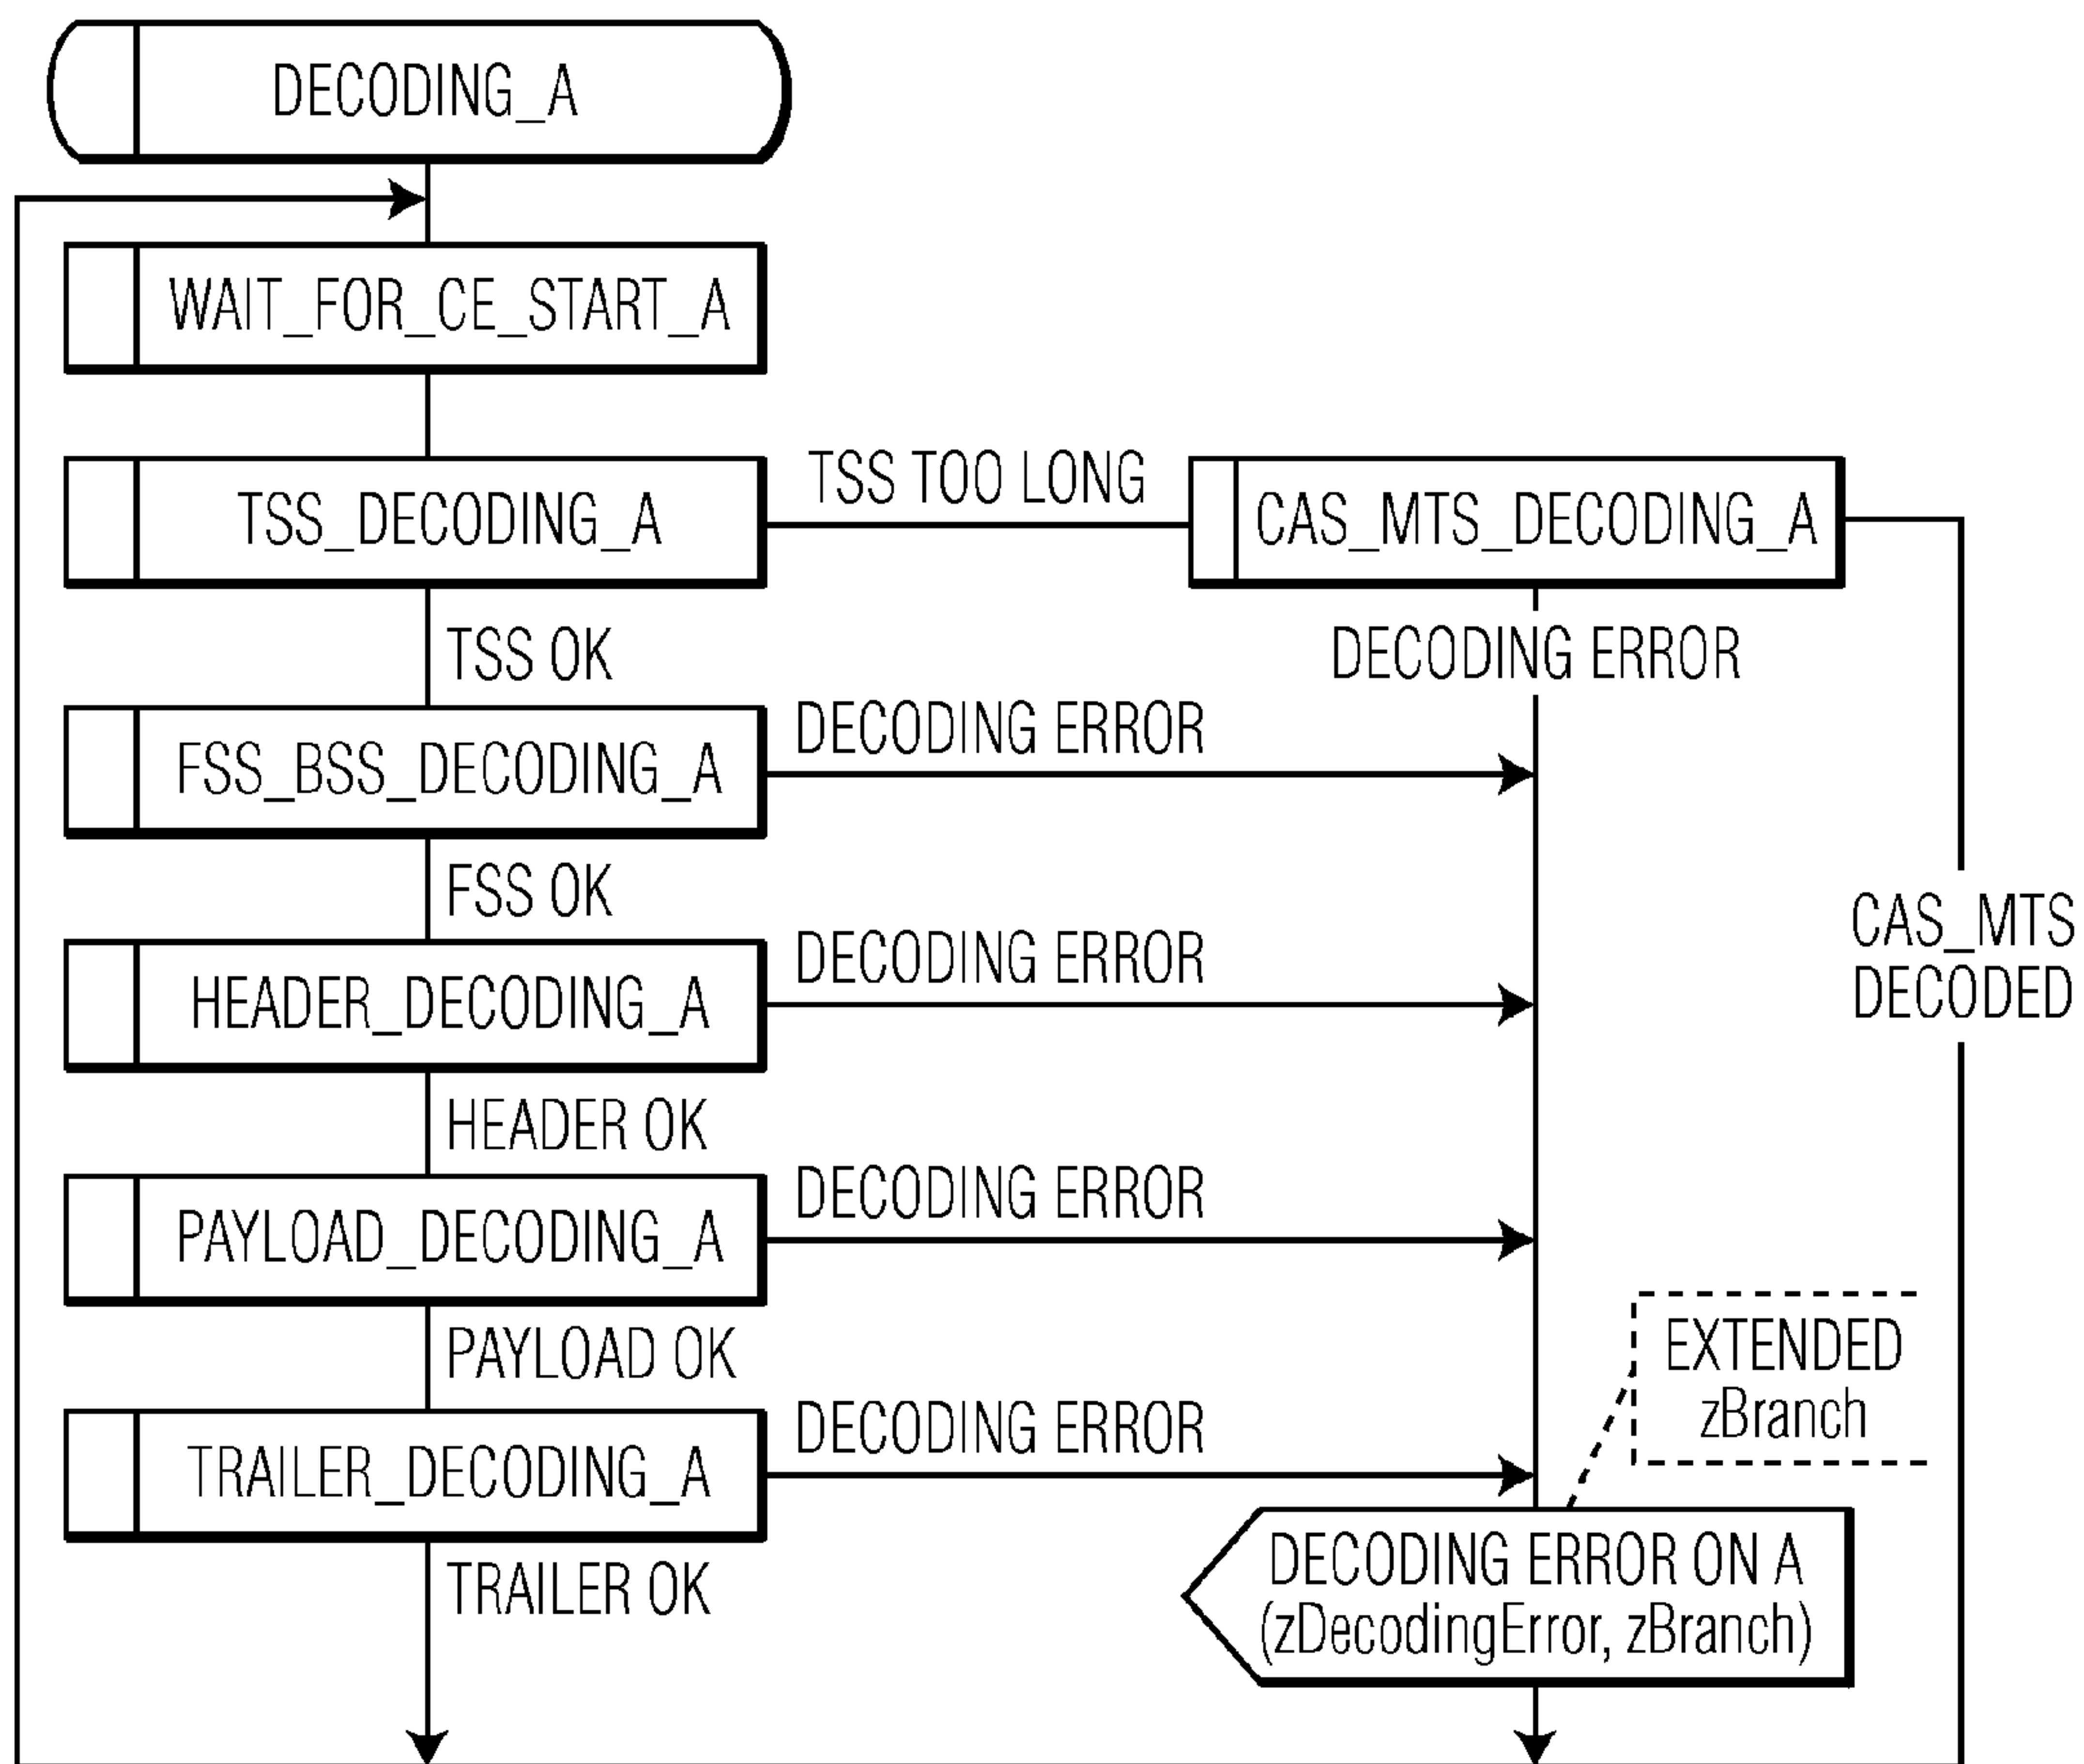 DECODING_A
WAIT_FOR_CE_START_A
TSS_DECODING_A
TSS TOO LONG
CAS_MTS_DECODING_A
TSS OK
DECODING ERROR
FSS_BSS_DECODING_A
DECODING ERROR
FSS OK
CAS_MTS
DECODED
HEADER_DECODING_A
DECODING ERROR
HEADER OK
PAYLOAD_DECODING_A
DECODING ERROR
PAYLOAD OK
EXTENDED
zBranch
TRAILER_DECODING_A
DECODING ERROR
TRAILER OK
DECODING ERROR ON A
(zDecodingError, zBranch)